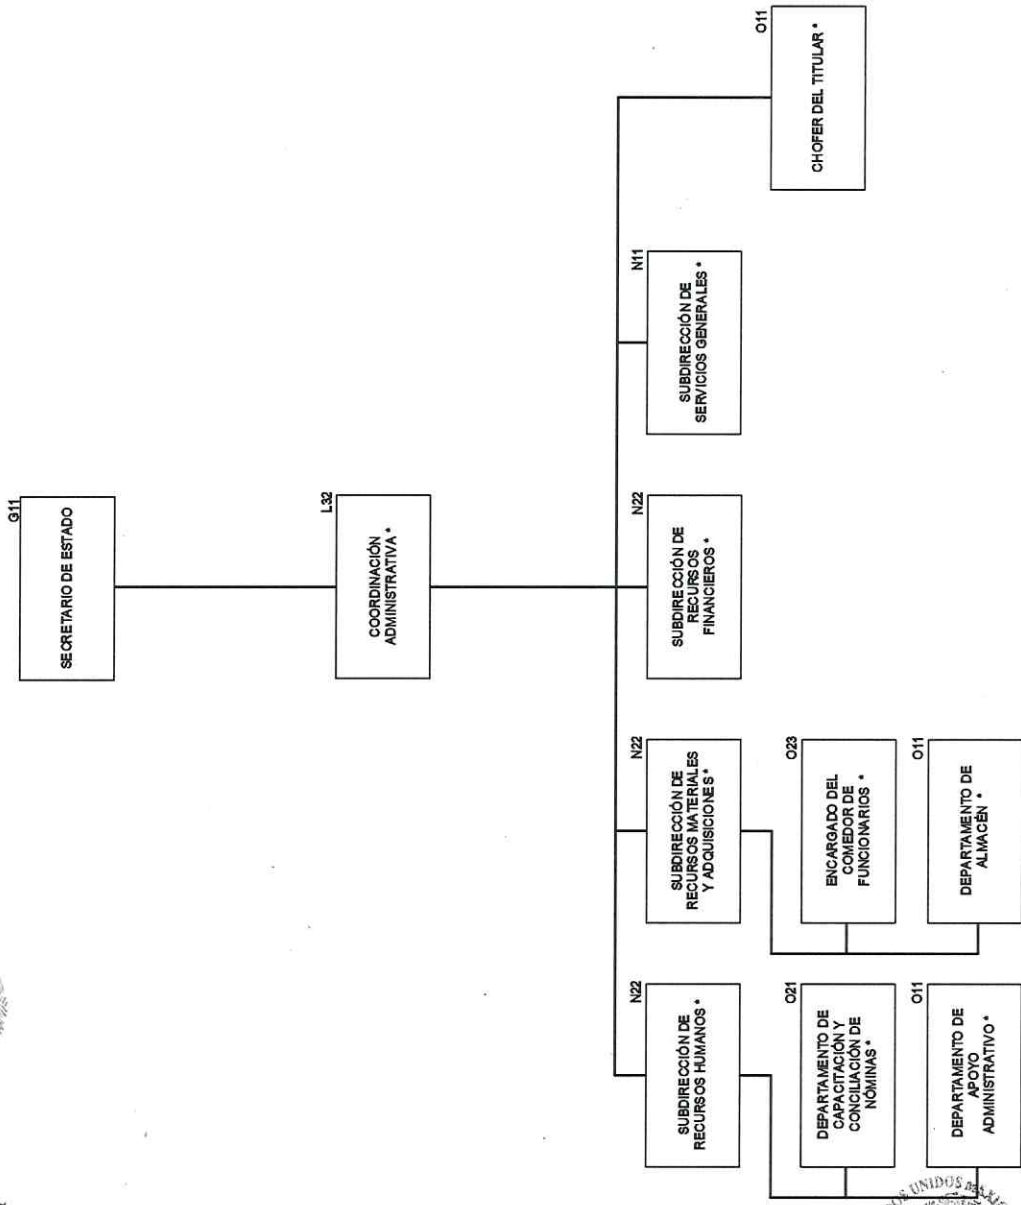 G11
SECRETARIO DE ESTADO
L32
COORDINACIÓN
ADMINISTRATIVA *
N22
SUBDIRECCIÓN DE
RECURSOS HUMANOS *
N22
SUBDIRECCIÓN DE
RECURSOS MATERIALES
Y ADQUISICIONES *
N22
SUBDIRECCIÓN DE
RECURSOS
FINANCIEROS *
N11
SUBDIRECCIÓN DE
SERVICIOS GENERALES *
O11
CHOFER DEL TITULAR *
O21
DEPARTAMENTO DE
CAPACITACIÓN Y
CONCILIACIÓN DE
NÓMINAS *
O23
ENCARGADO DEL
COMEDOR DE
FUNCIONARIOS *
O11
DEPARTAMENTO DE
APOYO
ADMINISTRATIVO *
O11
DEPARTAMENTO DE
ALMACÉN *
UNIDOS